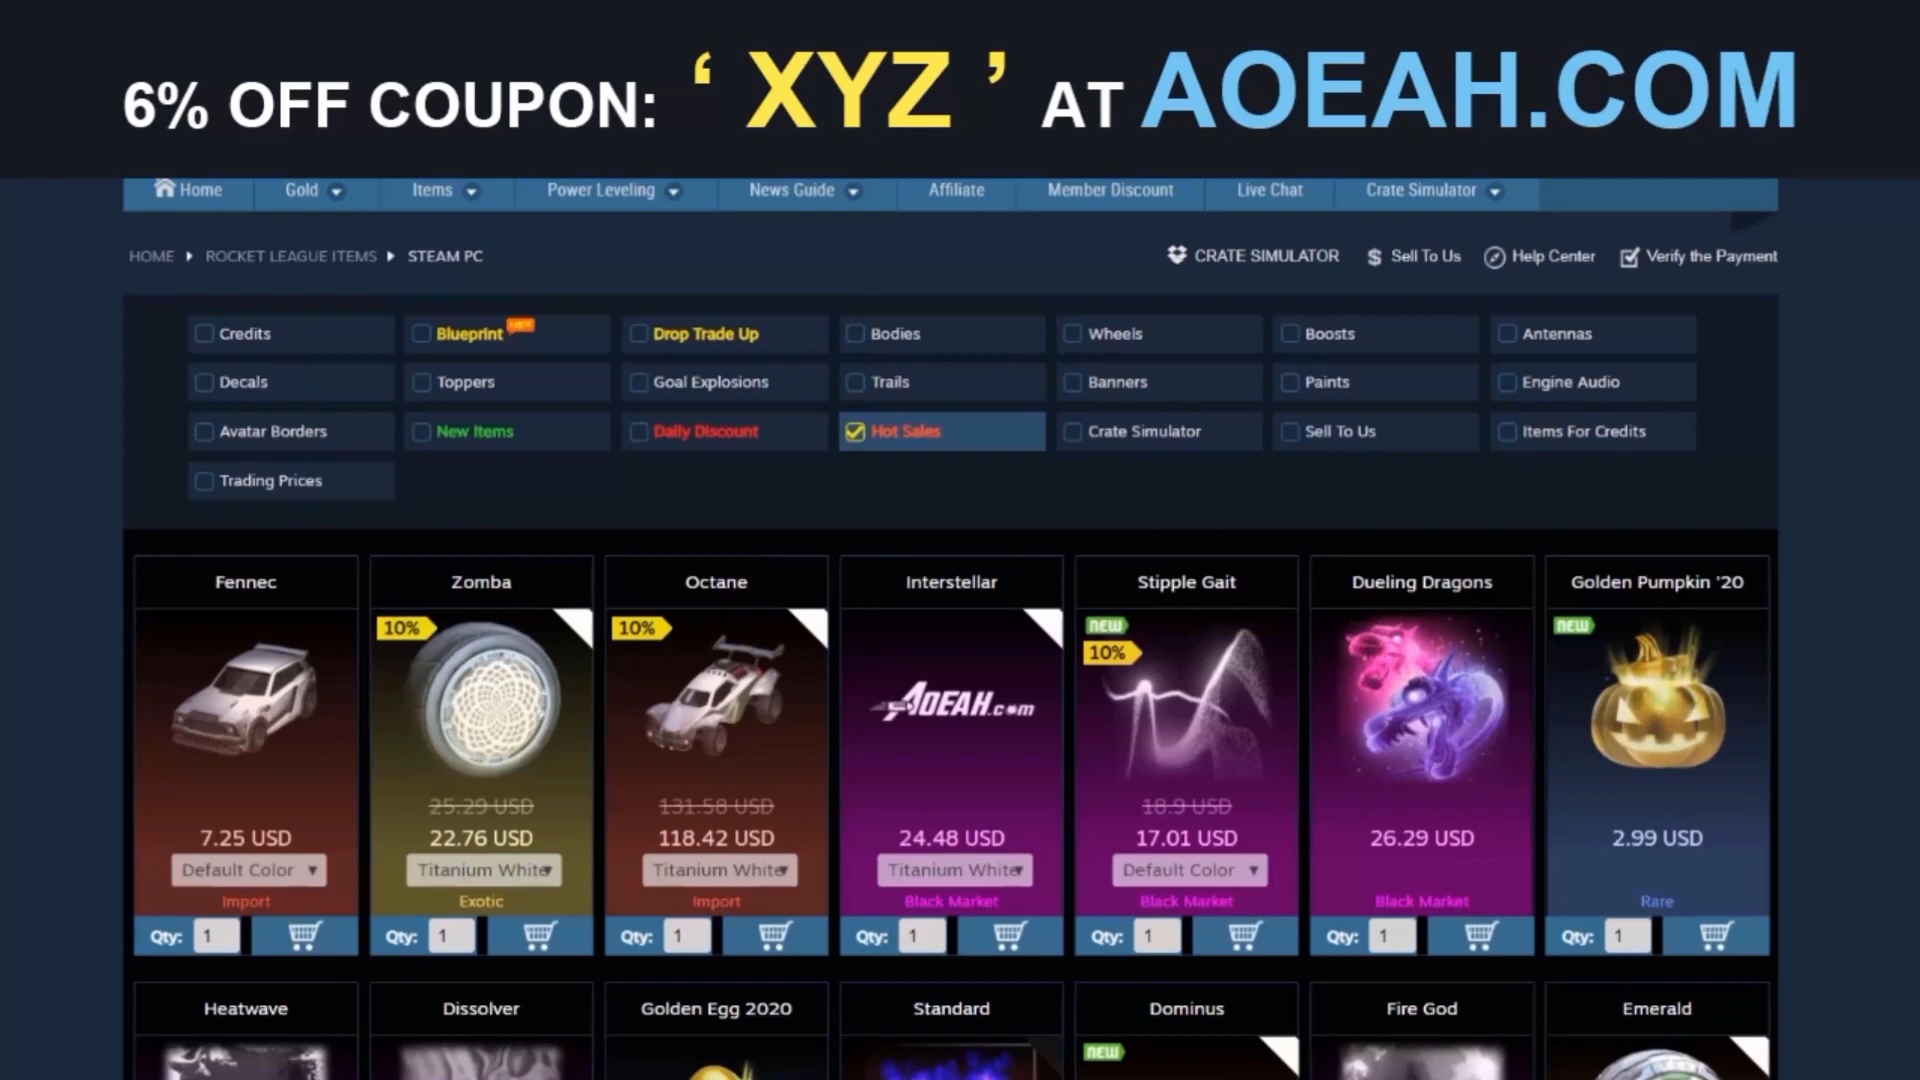 6% OFF COUPON: ‘ XYZ ’ AT AOEAH.COM
Home Gold Items Power Leveling News Guide Affiliate Member Discount Live Chat Crate Simulator
HOME ROCKET LEAGUE ITEMS STEAM PC CRATE SIMULATOR $ Sell To Us Help Center Verify the Payment
Credits Blueprint NEW Drop Trade Up Bodies Wheels Boosts Antennas
Decals Toppers Goal Explosions Trails Banners Paints Engine Audio
Avatar Borders New Items Daily Discount Hot Sales Crate Simulator Sell To Us Items For Credits
Trading Prices
Fennec Zomba Octane Interstellar Stipple Gait Dueling Dragons Golden Pumpkin '20
10% 10% NEW 10% NEW
AOEAH.com
25.29 USD 131.58 USD 18.9 USD
7.25 USD 22.76 USD 118.42 USD 24.48 USD 17.01 USD 26.29 USD 2.99 USD
Default Color Titanium White Titanium White Titanium White Default Color
Import Exotic Import Black Market Black Market Black Market Rare
Qty: 1 Qty: 1 Qty: 1 Qty: 1 Qty: 1 Qty: 1 Qty: 1
Heatwave Dissolver Golden Egg 2020 Standard Dominus Fire God Emerald
NEW